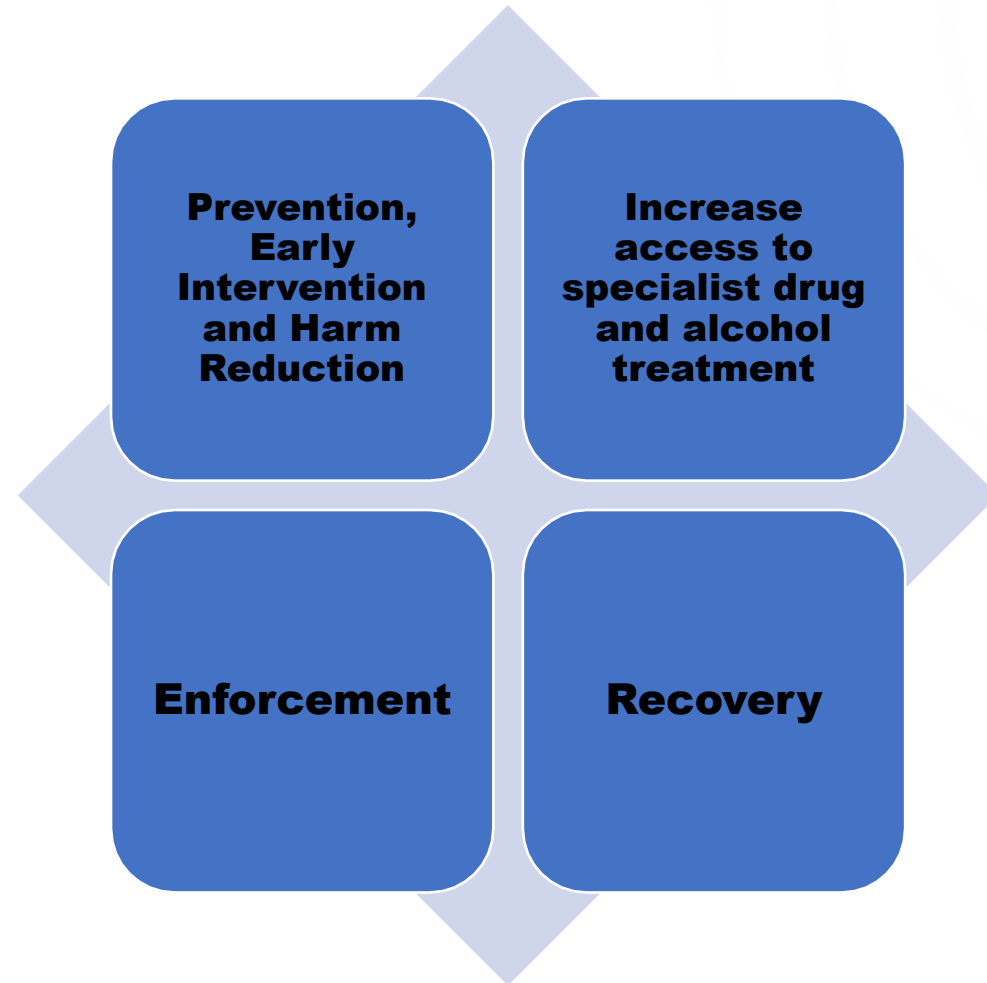 Prevention,
Early
Intervention
and Harm
Reduction
Increase
access to
specialist drug
and alcohol
treatment
Enforcement
Recovery